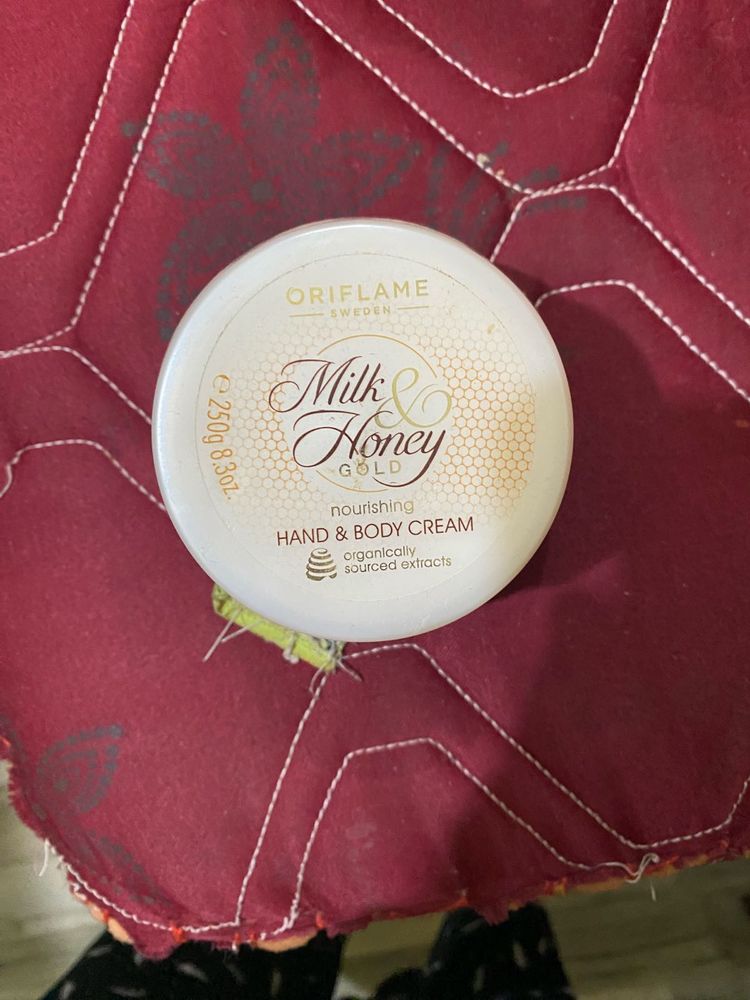 ORIFLAME
SWEDEN
Milk &
Honey
GOLD
nourishing
HAND & BODY CREAM
organically
sourced extracts
℮ 250g 8.3oz.